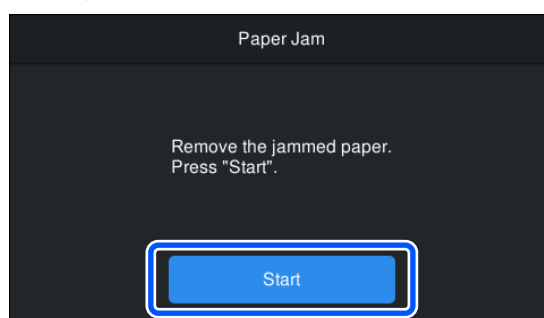 Paper Jam
Remove the jammed paper.
Press "Start".
Start